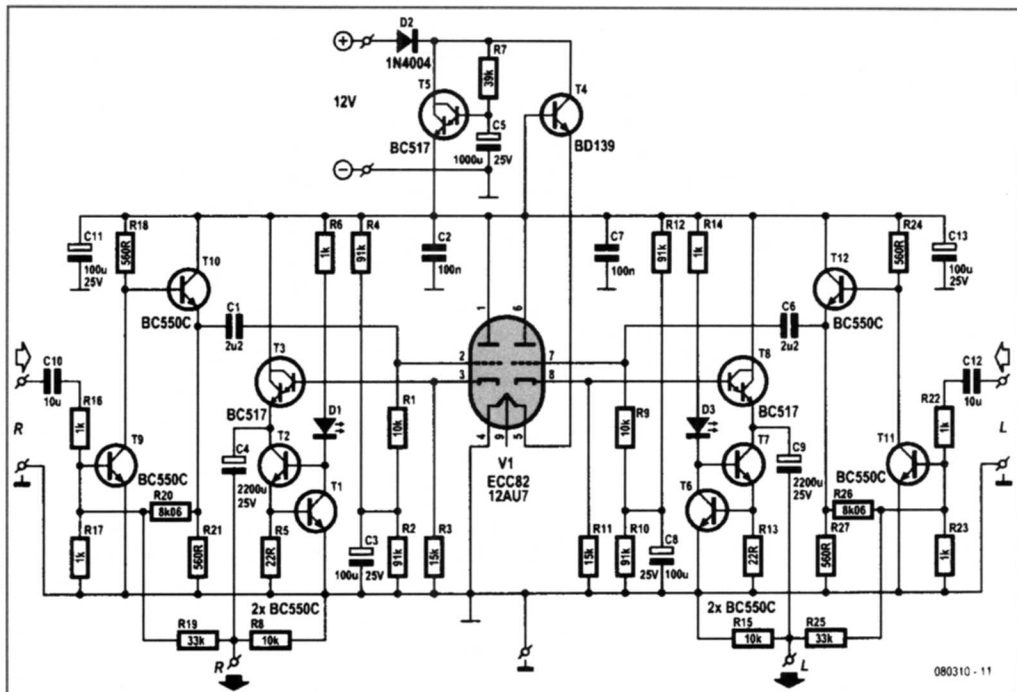 D2
1N4004
R7
39k
T5
T4
12V
C5
BC517
1000u 25V
BD139
R18
560R
C11
100u
25V
T10
BC550C
R6
1k
R4
91k
C2
100n
C7
100n
R12
91k
R14
1k
R24
560R
C13
100u
25V
T12
BC550C
C1
2u2
C6
2u2
1
6
2
3
7
8
4
9
5
V1
ECC82
12AU7
C10
10u
R
R16
1k
T9
BC550C
R17
1k
R20
8k06
R21
560R
T3
BC517
C4
2200u
25V
T2
D1
T1
R5
22R
R1
10k
C3
100u
25V
R2
91k
R3
15k
R9
10k
R11
15k
R10
91k
C8
25V
100u
D3
T8
BC517
T7
C9
2200u
25V
T6
R13
22R
T11
BC550C
R26
8k06
R27
560R
R22
1k
C12
10u
L
R23
1k
2x BC550C
2x BC550C
R19
33k
R8
10k
R
R15
10k
R25
33k
L
080310 - 11